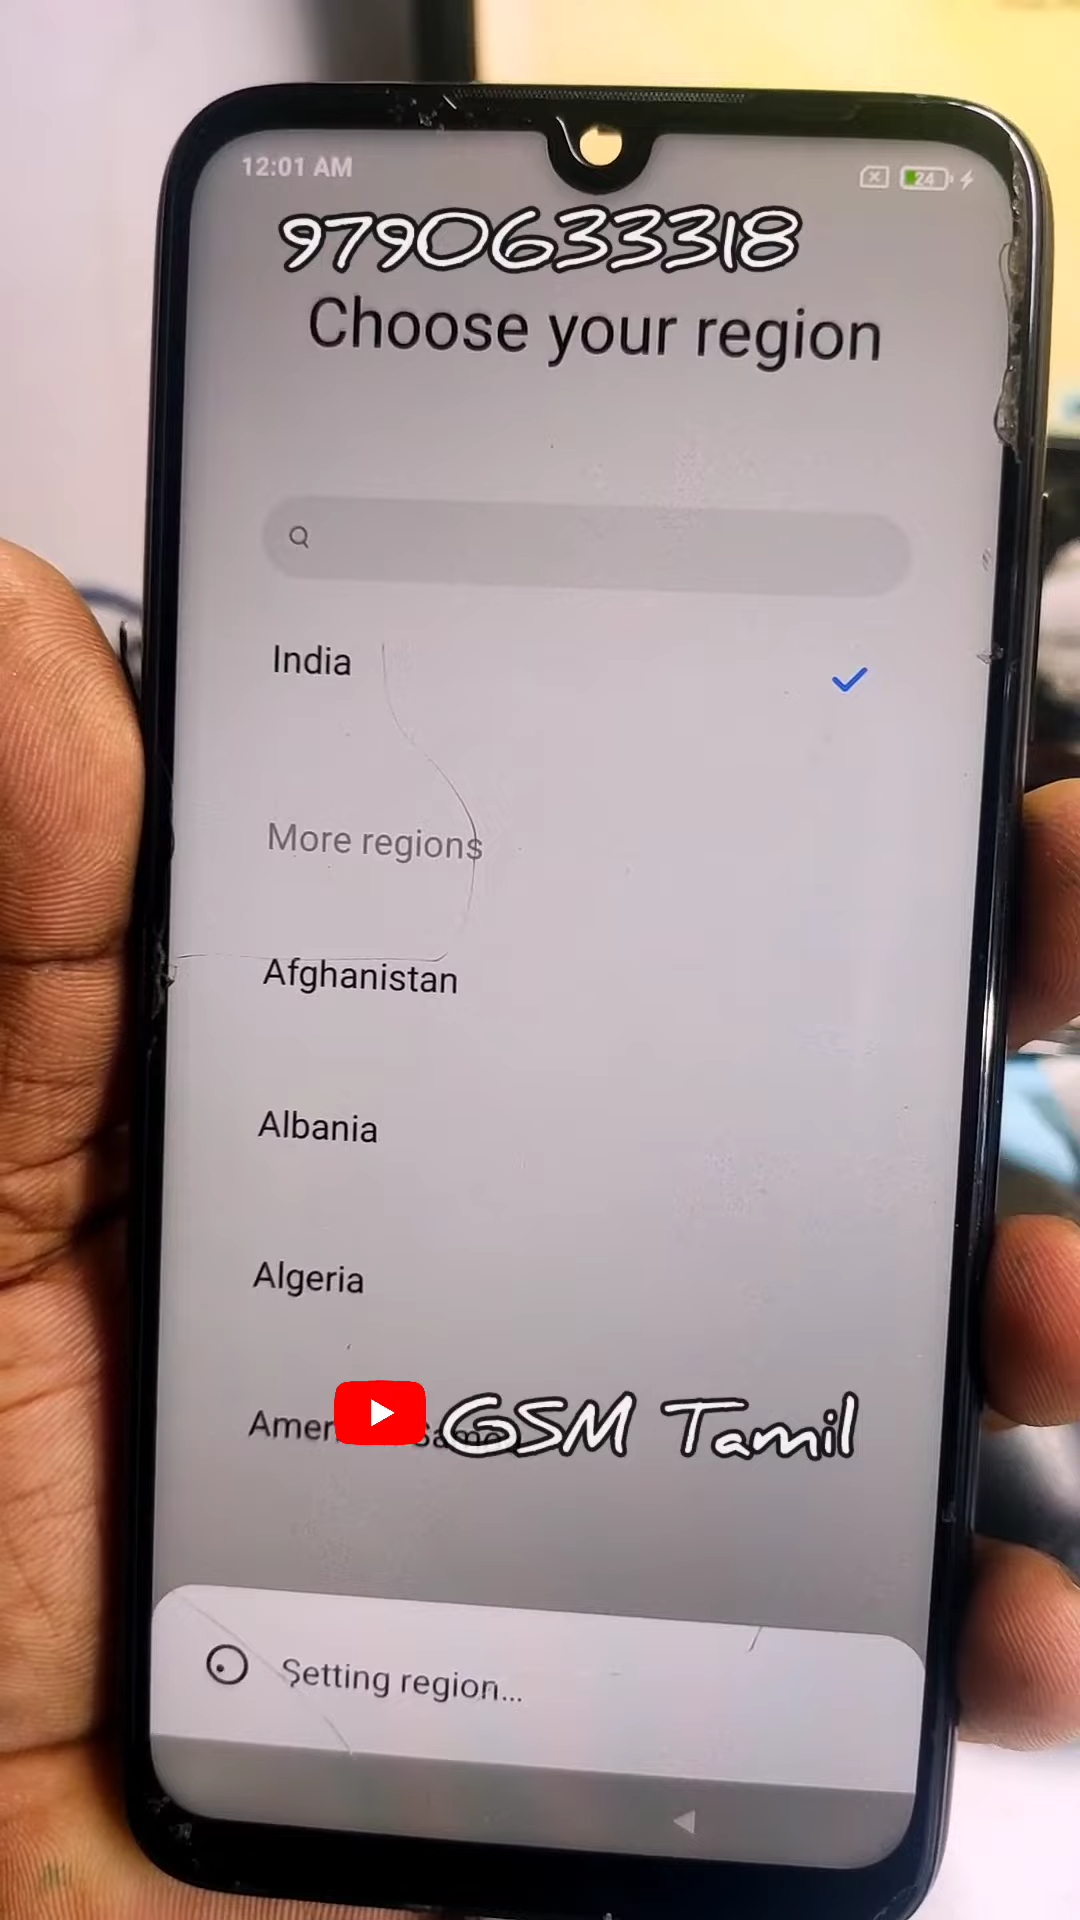 12:01 AM
24
9790633318
Choose your region
India
More regions
Afghanistan
Albania
Algeria
GSM Tamil
Setting region...